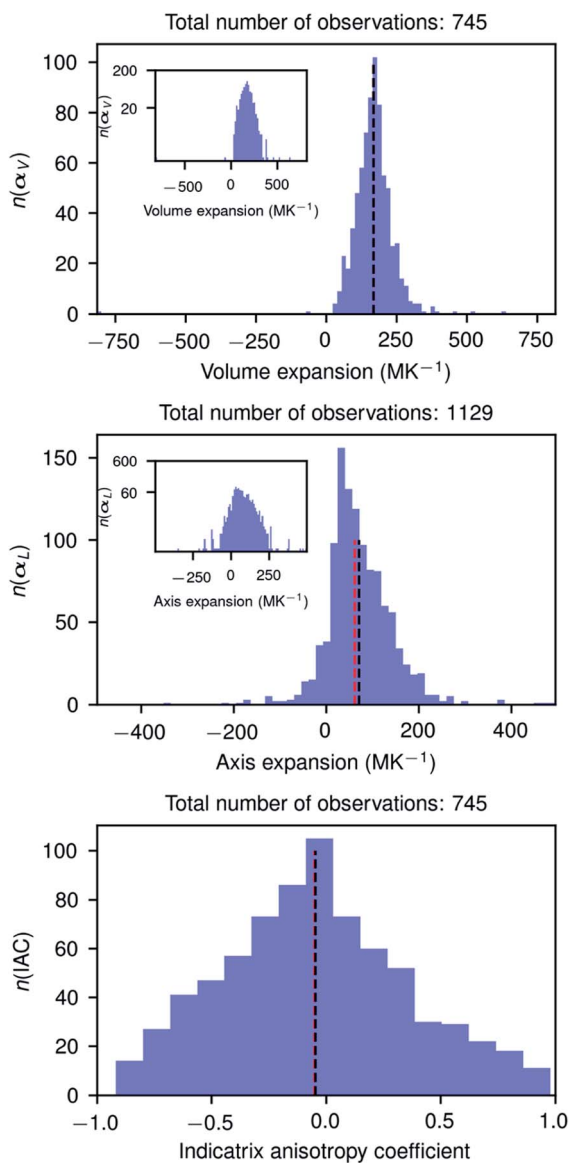 Total number of observations: 745
n(α_V)
100
80
60
40
20
0
−750 −500 −250 0 250 500 750
Volume expansion (MK⁻¹)
n(α_V)
200
20
−500 0 500
Volume expansion (MK⁻¹)
Total number of observations: 1129
n(α_L)
150
100
50
0
−400 −200 0 200 400
Axis expansion (MK⁻¹)
n(α_L)
600
60
−250 0 250
Axis expansion (MK⁻¹)
Total number of observations: 745
n(IAC)
100
80
60
40
20
0
−1.0 −0.5 0.0 0.5 1.0
Indicatrix anisotropy coefficient